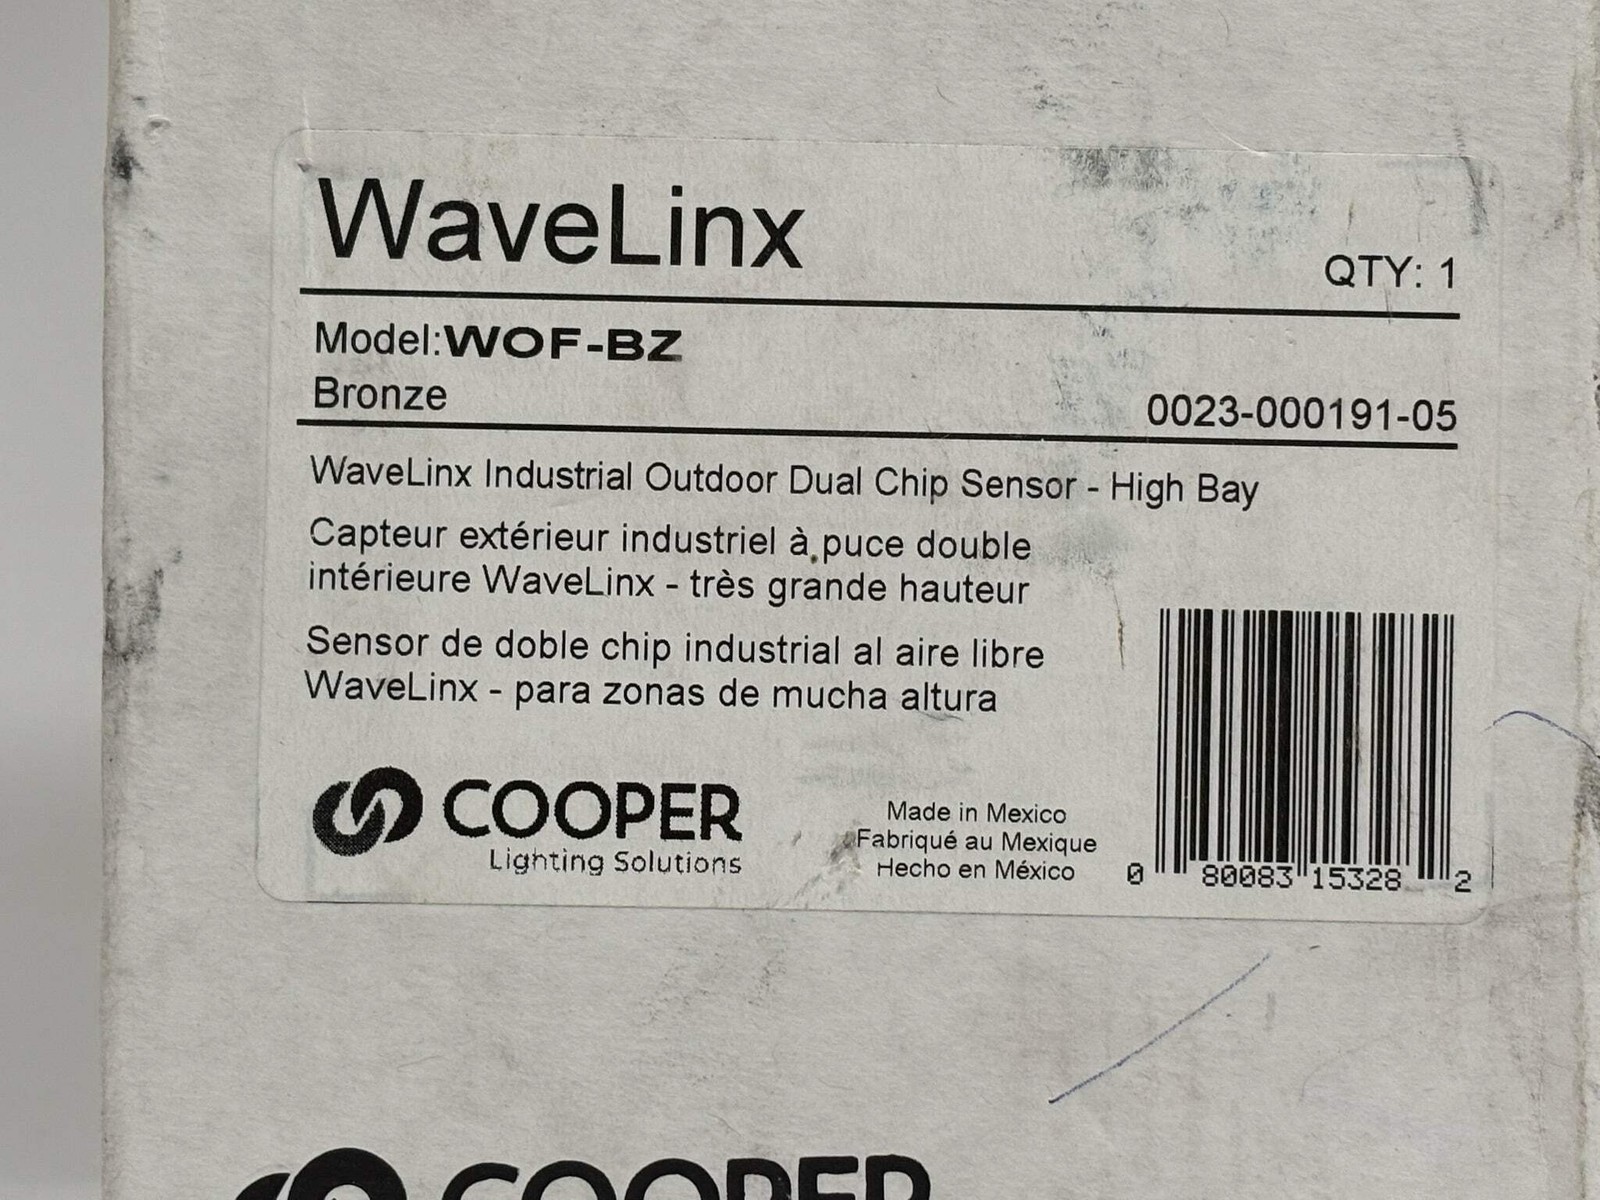 WaveLinx
QTY: 1
Model:WOF-BZ
Bronze
0023-000191-05
WaveLinx Industrial Outdoor Dual Chip Sensor - High Bay
Capteur extérieur industriel à puce double
intérieure WaveLinx - très grande hauteur
Sensor de doble chip industrial al aire libre
WaveLinx - para zonas de mucha altura
COOPER
Lighting Solutions
Made in Mexico
Fabriqué au Mexique
Hecho en México
0 80083 15328 2
COOPER